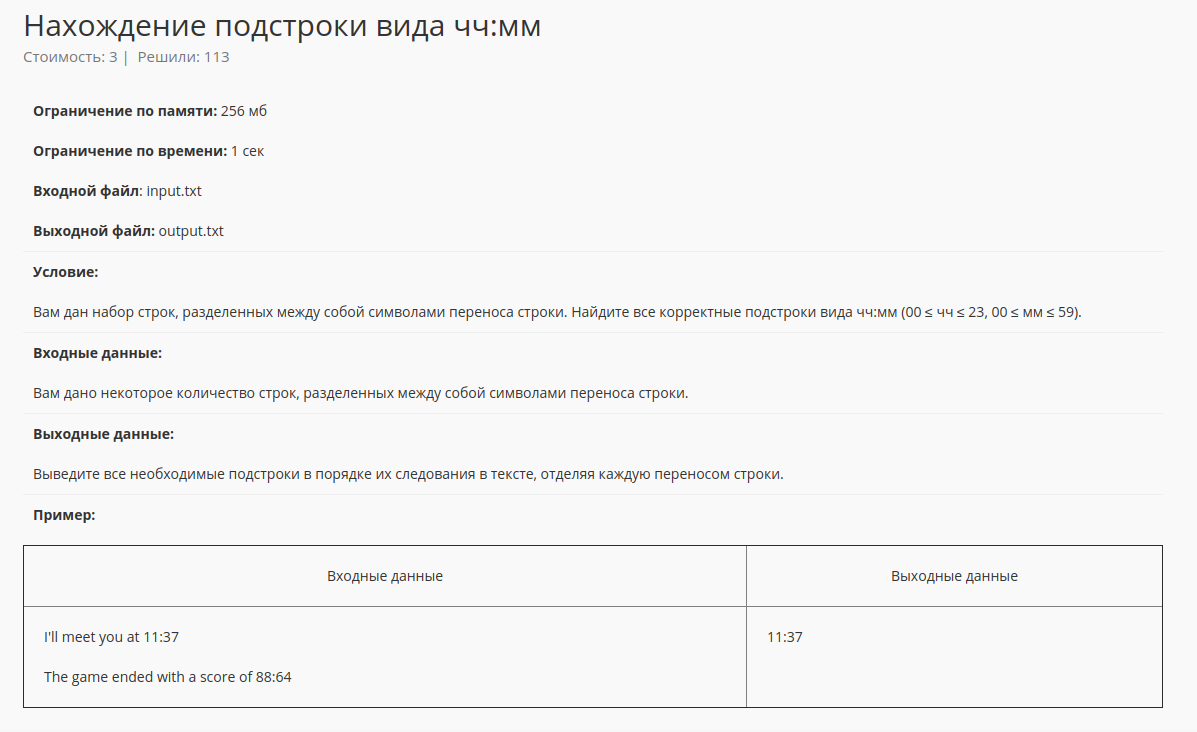 Нахождение подстроки вида чч:мм
Стоимость: 3 | Решили: 113
Ограничение по памяти: 256 мб
Ограничение по времени: 1 сек
Входной файл: input.txt
Выходной файл: output.txt
Условие:
Вам дан набор строк, разделенных между собой символами переноса строки. Найдите все корректные подстроки вида чч:мм (00 ≤ чч ≤ 23, 00 ≤ мм ≤ 59).
Входные данные:
Вам дано некоторое количество строк, разделенных между собой символами переноса строки.
Выходные данные:
Выведите все необходимые подстроки в порядке их следования в тексте, отделяя каждую переносом строки.
Пример:
Входные данные
Выходные данные
I'll meet you at 11:37
The game ended with a score of 88:64
11:37